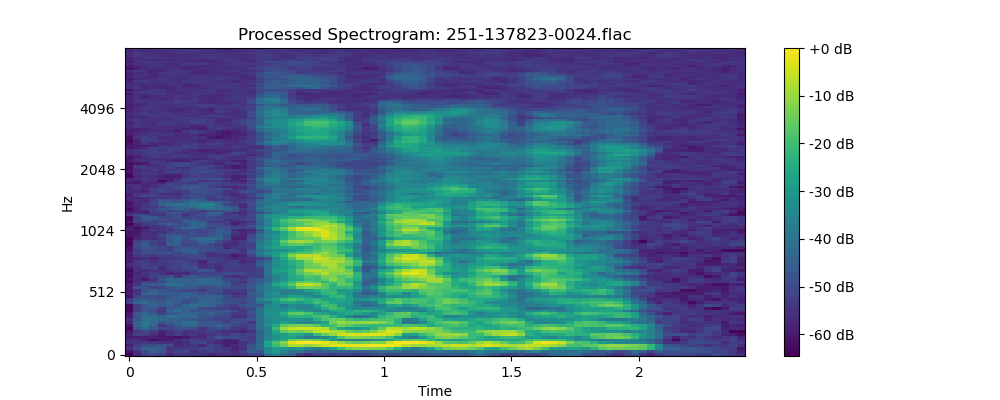 Processed Spectrogram: 251-137823-0024.flac
+0 dB
4096
-10 dB
-20 dB
2048
-30 dB
Hz
1024
-40 dB
512
-50 dB
-60 dB
0
0 0.5 1 1.5 2
Time